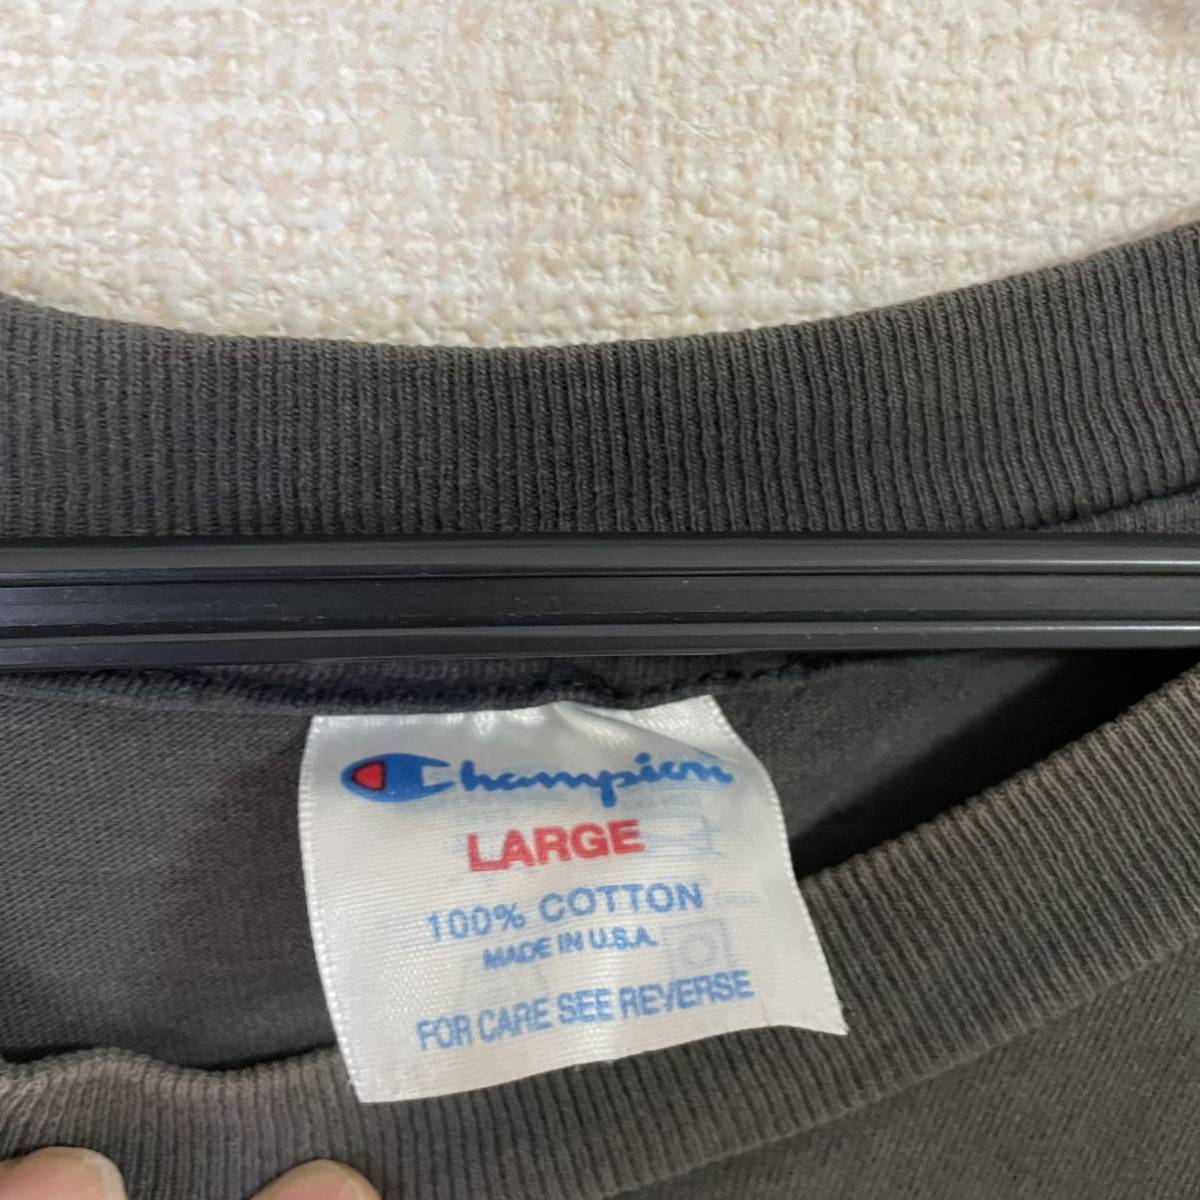 Champion
LARGE
100% COTTON
MADE IN U.S.A.
FOR CARE SEE REVERSE